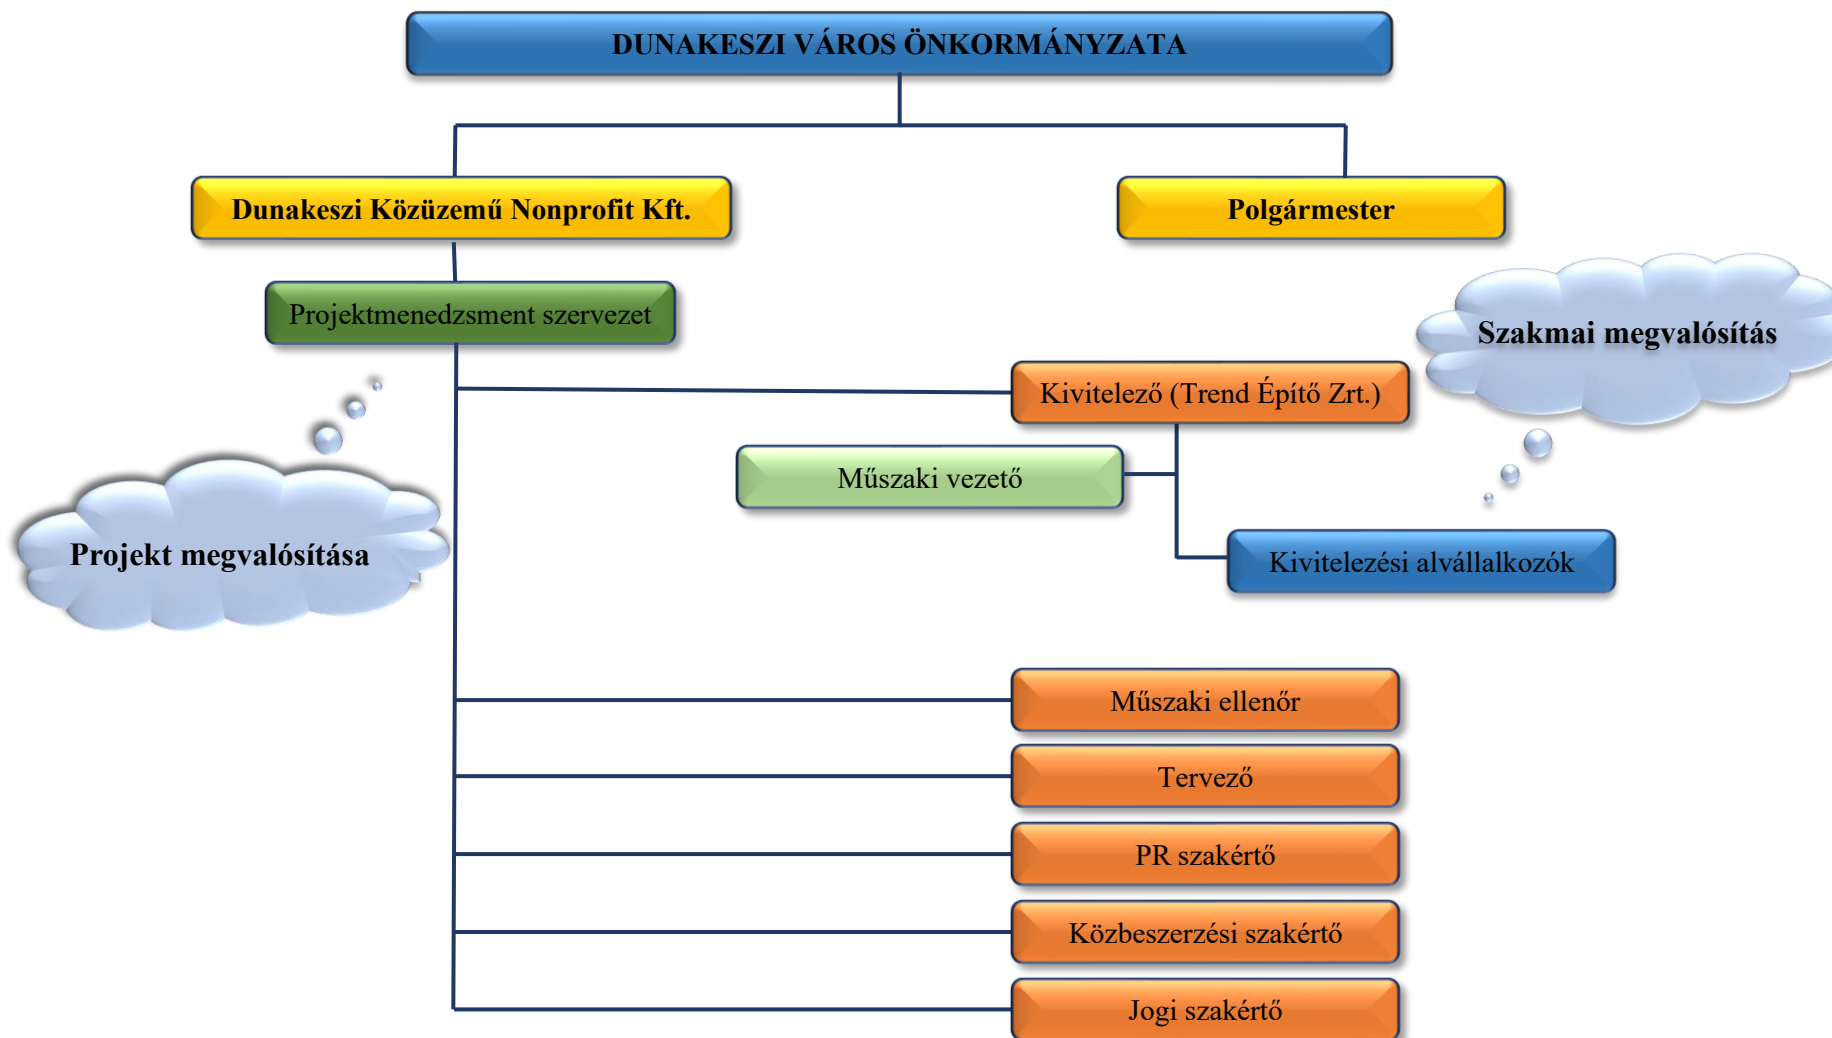 DUNAKESZI VÁROS ÖNKORMÁNYZATA
Dunakeszi Közüzemű Nonprofit Kft.
Polgármester
Projektmenedzsment szervezet
Szakmai megvalósítás
Kivitelező (Trend Építő Zrt.)
Műszaki vezető
Projekt megvalósítása
Kivitelezési alvállalkozók
Műszaki ellenőr
Tervező
PR szakértő
Közbeszerzési szakértő
Jogi szakértő